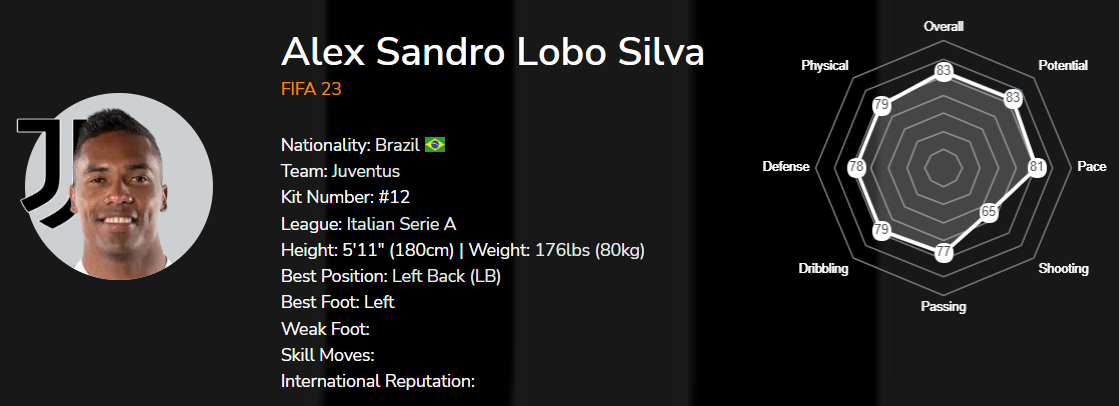 Alex Sandro Lobo Silva
FIFA 23
Nationality: Brazil
Team: Juventus
Kit Number: #12
League: Italian Serie A
Height: 5'11" (180cm) | Weight: 176lbs (80kg)
Best Position: Left Back (LB)
Best Foot: Left
Weak Foot:
Skill Moves:
International Reputation:
Overall
Physical
Potential
83
79
83
Defense
78
81
Pace
65
79
77
Dribbling
Shooting
Passing